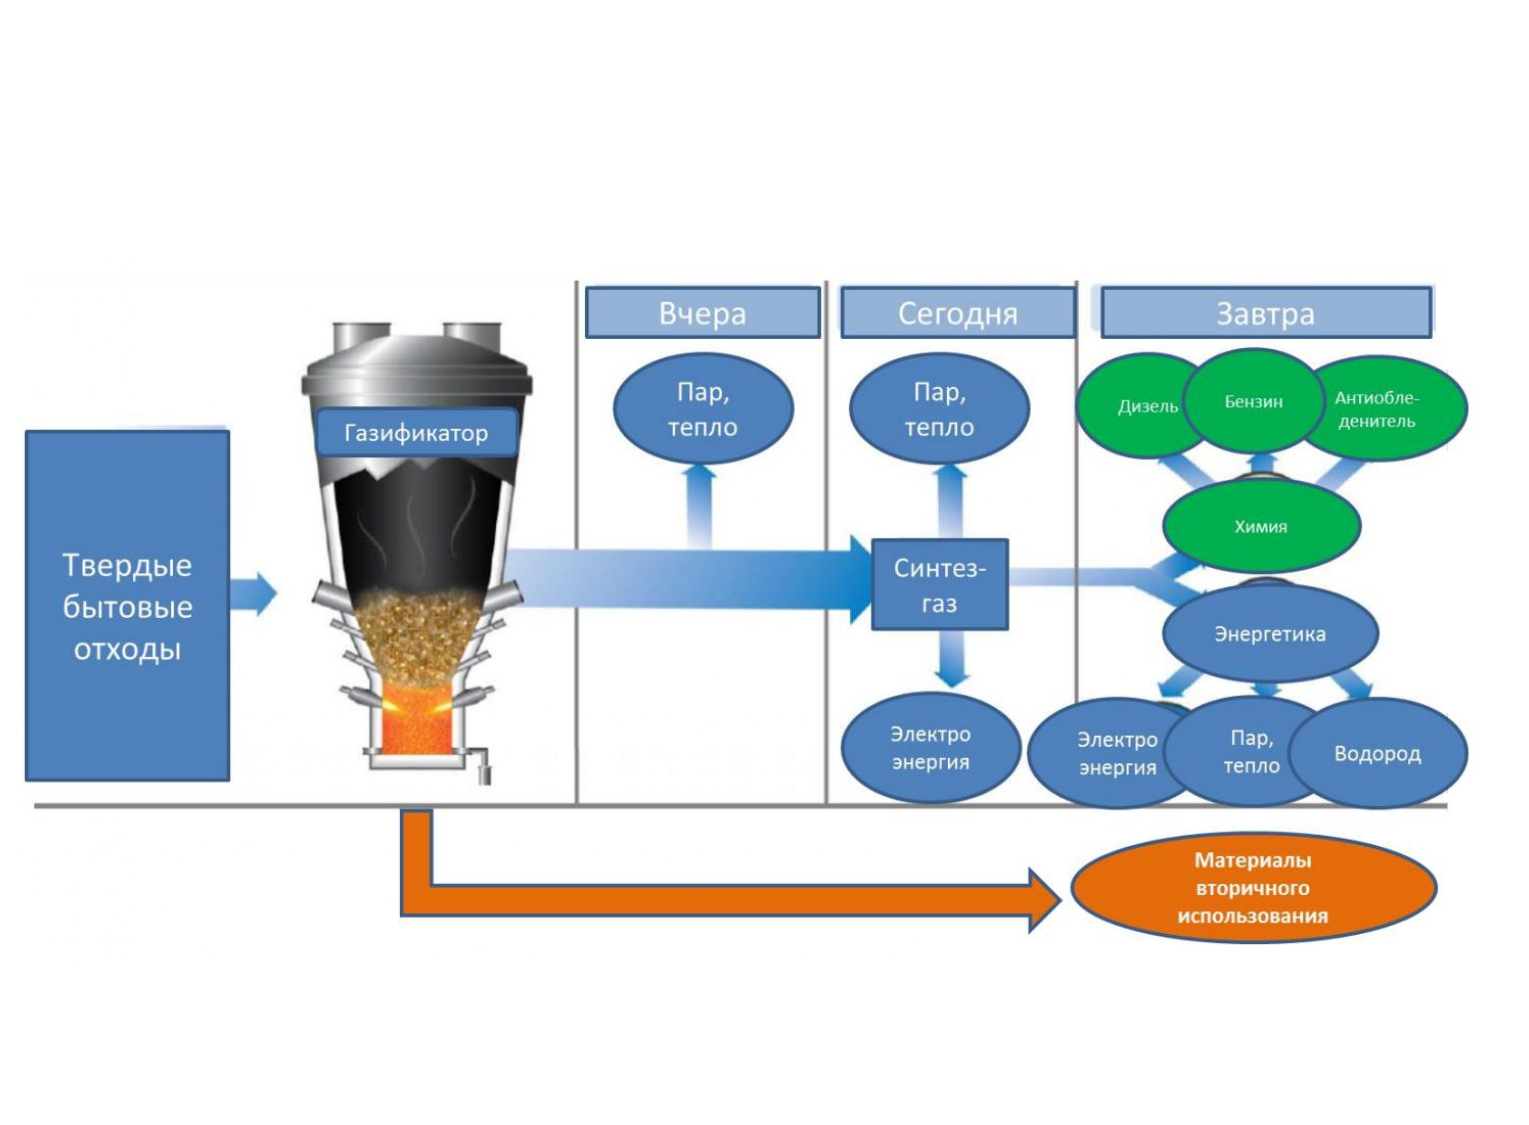 Вчера
Сегодня
Завтра
Твердые
бытовые
отходы
Газификатор
Пар,
тепло
Пар,
тепло
Синтез-
газ
Электро
энергия
Дизель
Бензин
Антиобле-
денитель
Химия
Энергетика
Электро
энергия
Пар,
тепло
Водород
Материалы
вторичного
использования